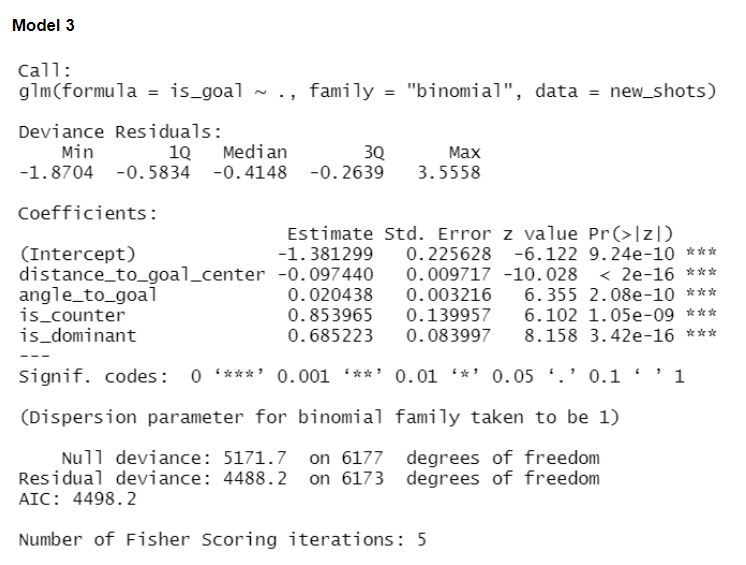 Model 3
Call:
glm(formula = is_goal ~ ., family = "binomial", data = new_shots)
Deviance Residuals:
Min 1Q Median 3Q Max
-1.8704 -0.5834 -0.4148 -0.2639 3.5558
Coefficients:
Estimate Std. Error z value Pr(>|z|)
(Intercept) -1.381299 0.225628 -6.122 9.24e-10 ***
distance_to_goal_center -0.097440 0.009717 -10.028 < 2e-16 ***
angle_to_goal 0.020438 0.003216 6.355 2.08e-10 ***
is_counter 0.853965 0.139957 6.102 1.05e-09 ***
is_dominant 0.685223 0.083997 8.158 3.42e-16 ***
---
Signif. codes: 0 ‘***’ 0.001 ‘**’ 0.01 ‘*’ 0.05 ‘.’ 0.1 ‘ ’ 1
(Dispersion parameter for binomial family taken to be 1)
Null deviance: 5171.7 on 6177 degrees of freedom
Residual deviance: 4488.2 on 6173 degrees of freedom
AIC: 4498.2
Number of Fisher Scoring iterations: 5